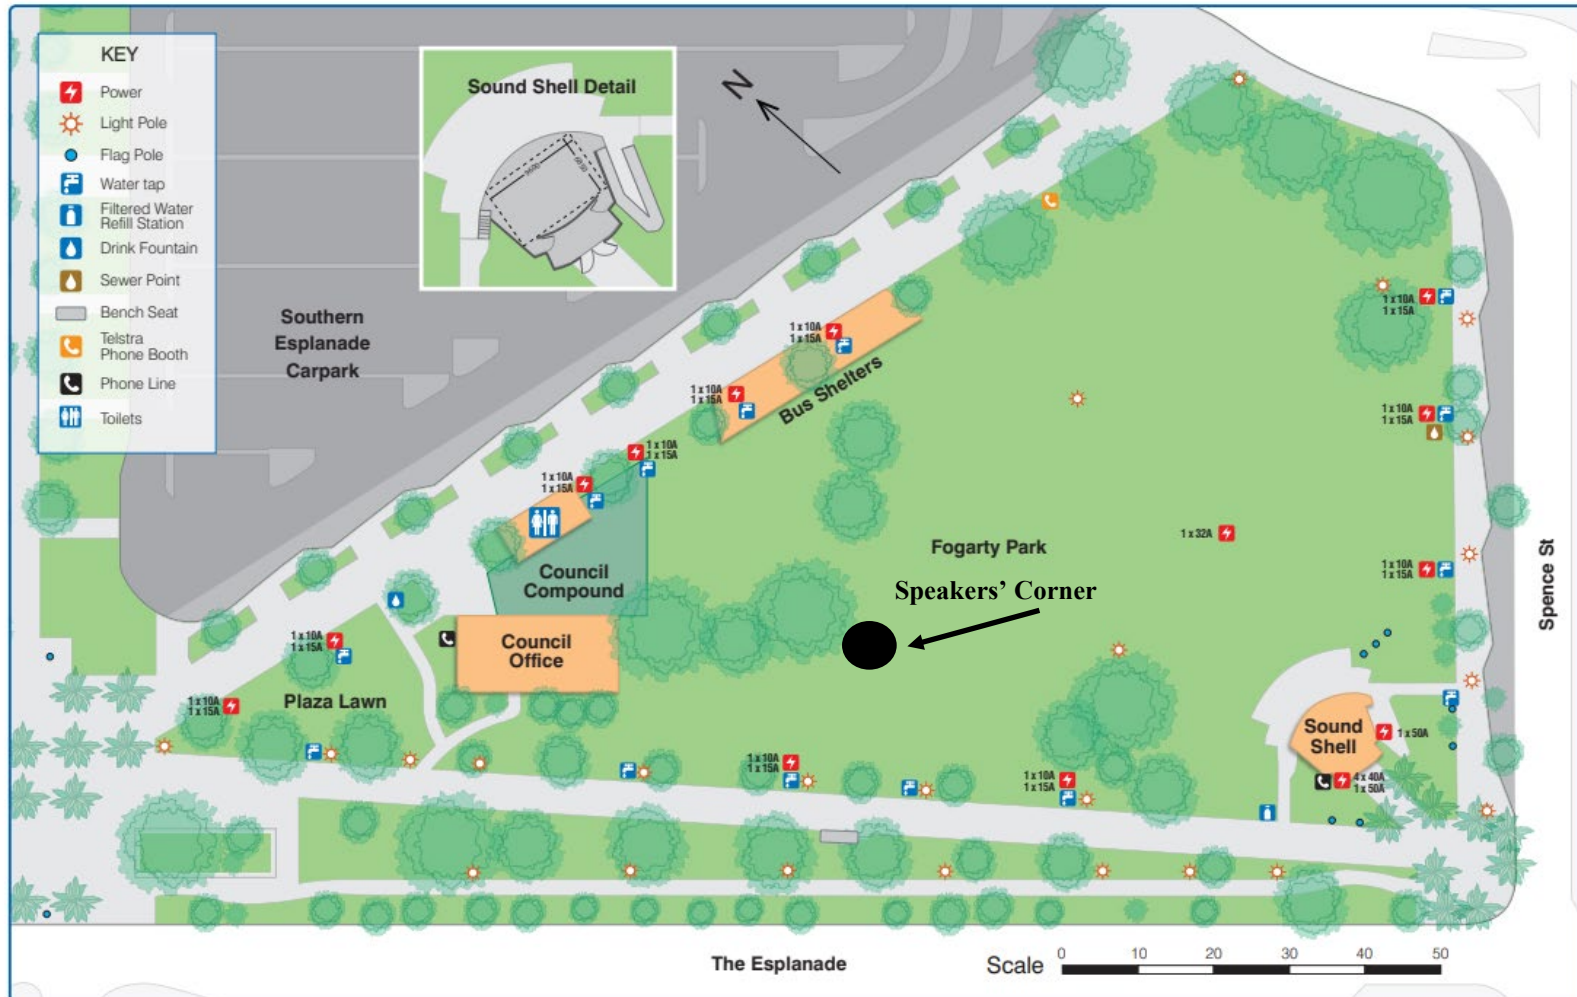 KEY
Power
Light Pole
Flag Pole
Water tap
Filtered Water
Refill Station
Drink Fountain
Sewer Point
Bench Seat
Telstra
Phone Booth
Phone Line
Toilets
Sound Shell Detail
N
Southern
Esplanade
Carpark
1 x 10A
1 x 15A
1 x 10A
1 x 15A
Bus Shelters
1 x 10A
1 x 15A
1 x 10A
1 x 15A
1 x 10A
1 x 15A
1 x 10A
1 x 15A
1 x 32A
Fogarty Park
Council
Compound
Speakers' Corner
1 x 10A
1 x 15A
Spence St
Council
Office
1 x 10A
1 x 15A
Plaza Lawn
1 x 10A
1 x 15A
Sound
Shell
1 x 50A
1 x 10A
1 x 15A
1 x 10A
1 x 15A
4 x 40A
1 x 50A
The Esplanade
Scale
0 10 20 30 40 50